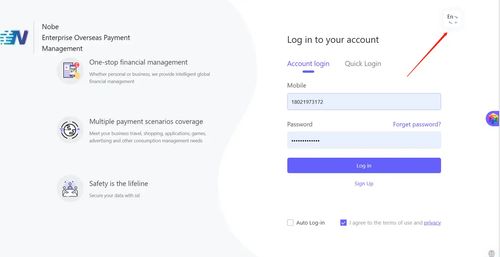 Nobe
Enterprise Overseas Payment
Management
One-stop financial management
Whether personal or business, we provide intelligent global
financial management
Multiple payment scenarios coverage
Meet your business travel, shopping, applications, games,
advertising and other consumption management needs
Safety is the lifeline
Secure your data with ssl
En
Log in to your account
Account login
Quick Login
Mobile
18021973172
Password
Forget password?
Log in
Sign Up
Auto Log-in
I agree to the terms of use and privacy